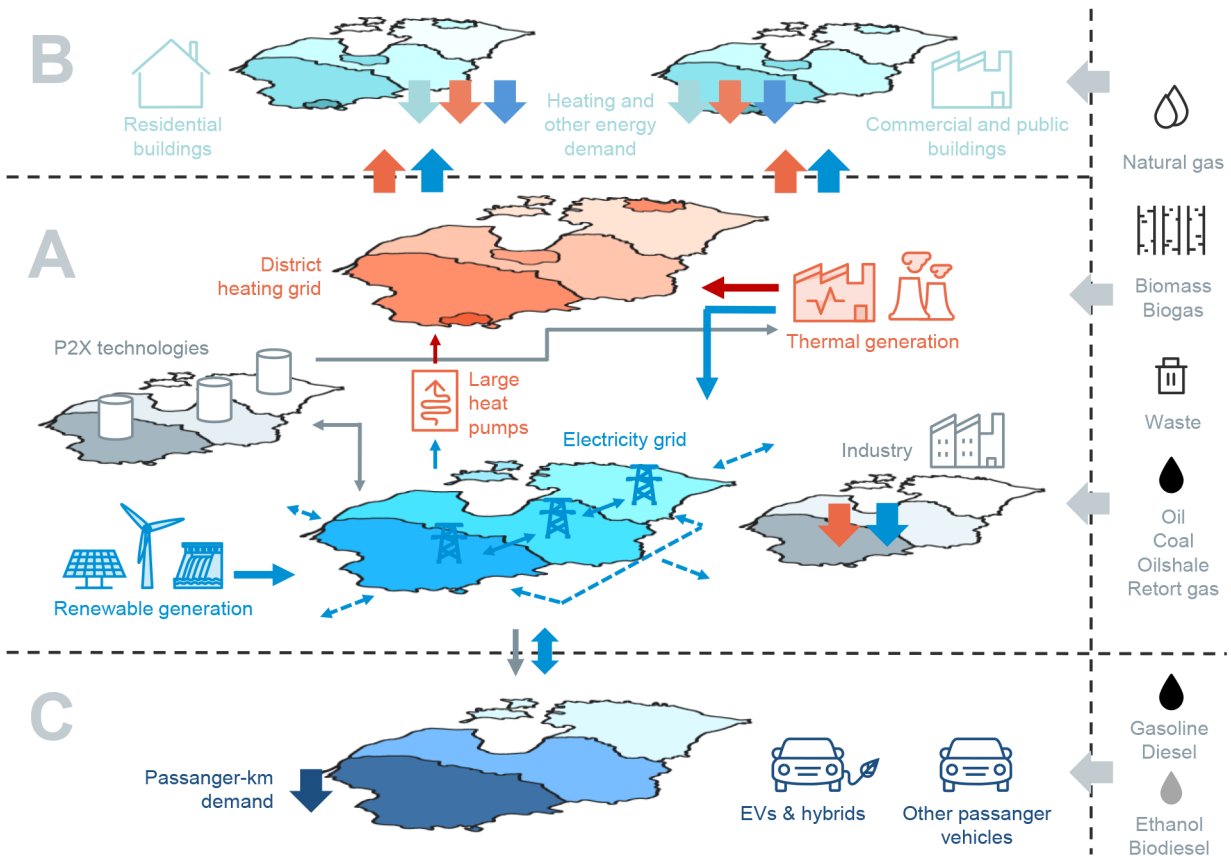 B
Residential
buildings
Heating and
other energy
demand
Commercial and public
buildings
Natural gas
A
District
heating grid
Thermal generation
Biomass
Biogas
P2X technologies
Large
heat
pumps
Waste
Electricity grid
Industry
Oil
Coal
Oilshale
Retort gas
Renewable generation
C
Passanger-km
demand
EVs & hybrids
Other passanger
vehicles
Gasoline
Diesel
Ethanol
Biodiesel